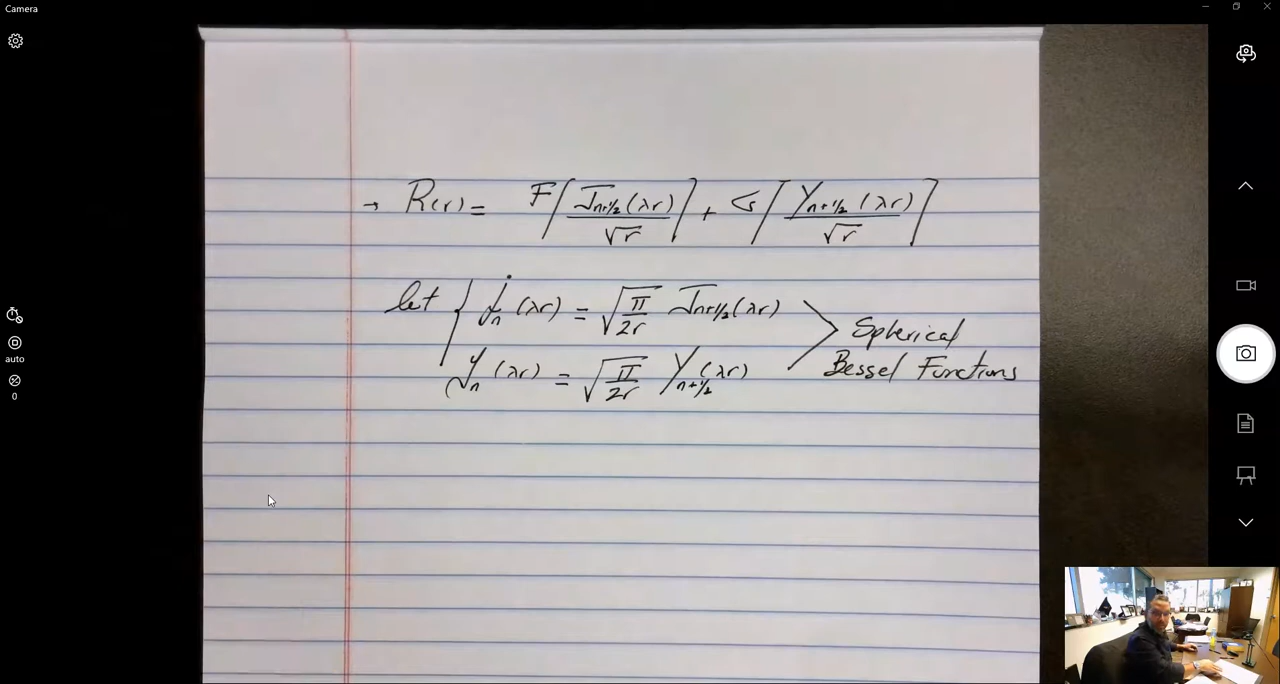 Camera
→ R(r) = F[J_{n+1/2}(λr)/√r] + G[Y_{n+1/2}(λr)/√r]
let { j_n(λr) = √(π/2r) J_{n+1/2}(λr)
y_n(λr) = √(π/2r) Y_{n+1/2}(λr)
Spherical
Bessel Functions
auto
0